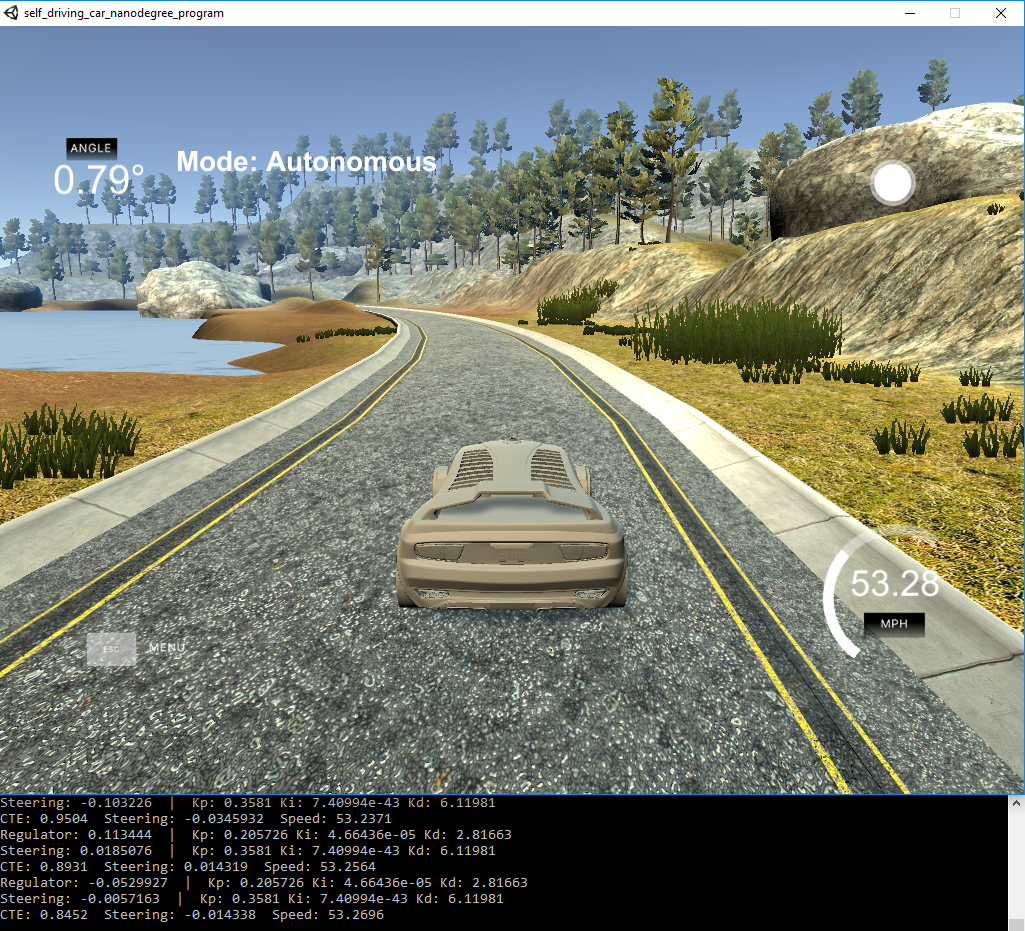 self_driving_car_nanodegree_program
ANGLE
0.79°
Mode: Autonomous
53.28
MPH
ESC
MENU
Steering: -0.103226  |  Kp: 0.3581 Ki: 7.40994e-43 Kd: 6.11981
CTE: 0.9504  Steering: -0.0345932  Speed: 53.2371
Regulator: 0.113444  |  Kp: 0.205726 Ki: 4.66436e-05 Kd: 2.81663
Steering: 0.0185076  |  Kp: 0.3581 Ki: 7.40994e-43 Kd: 6.11981
CTE: 0.8931  Steering: 0.014319  Speed: 53.2564
Regulator: -0.0529927  |  Kp: 0.205726 Ki: 4.66436e-05 Kd: 2.81663
Steering: -0.0057163  |  Kp: 0.3581 Ki: 7.40994e-43 Kd: 6.11981
CTE: 0.8452  Steering: -0.014338  Speed: 53.2696